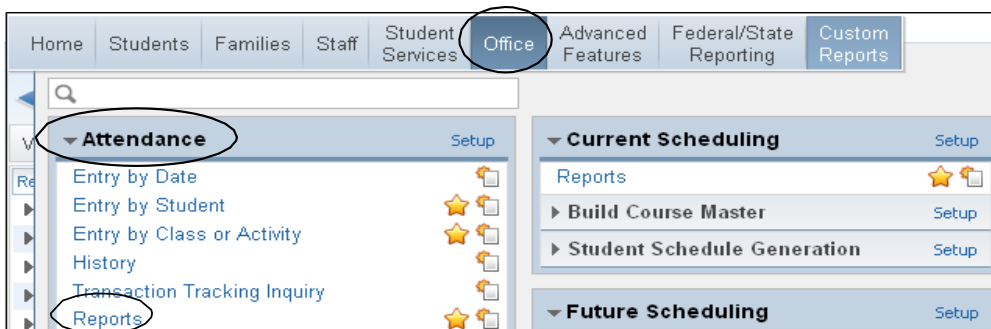 Home Students Families Staff Student Services Office Advanced Features Federal/State Reporting Custom Reports
V
Attendance Setup
Re
Entry by Date
Entry by Student
Entry by Class or Activity
History
Transaction Tracking Inquiry
Reports
Current Scheduling Setup
Reports
Build Course Master Setup
Student Schedule Generation Setup
Future Scheduling Setup